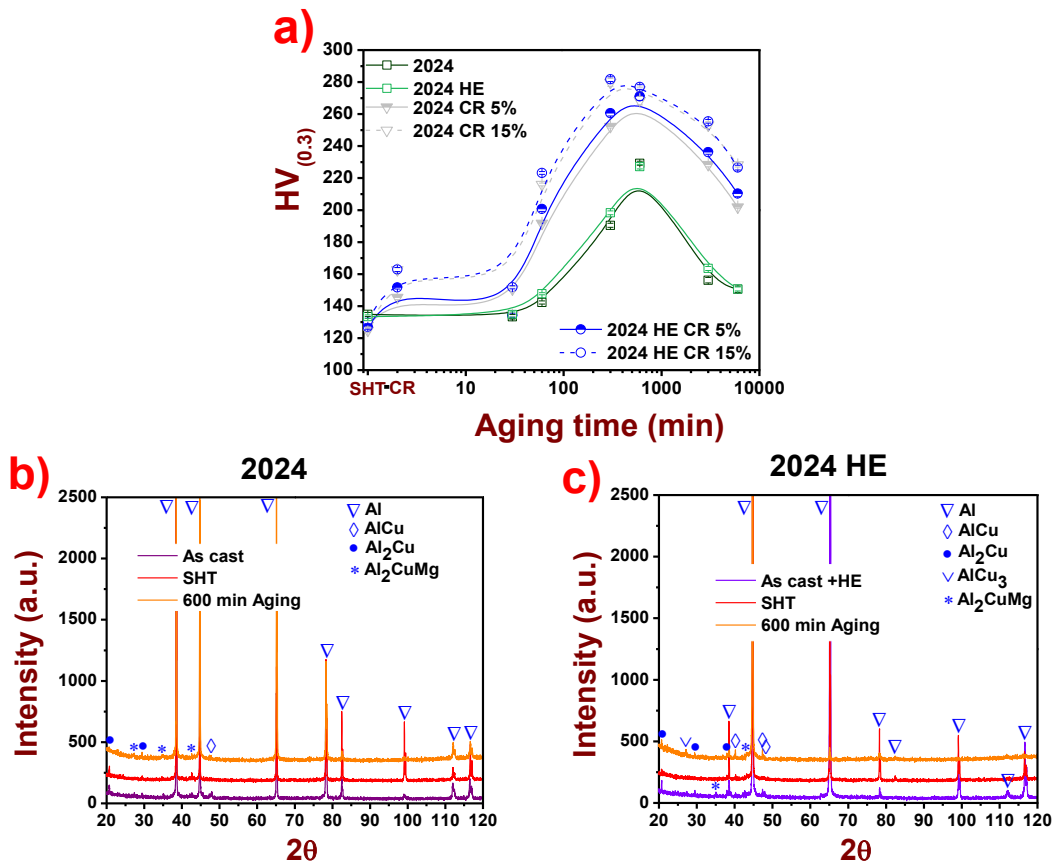 a)
300
280
260
240
220
200
180
160
140
120
100
HV(0.3)
2024
2024 HE
2024 CR 5%
2024 CR 15%
2024 HE CR 5%
2024 HE CR 15%
SHT-CR 10 100 1000 10000
Aging time (min)
b)
2024
2500
2000
1500
1000
500
0
Intensity (a.u.)
As cast
SHT
600 min Aging
Al
AlCu
Al2Cu
Al2CuMg
20 30 40 50 60 70 80 90 100 110 120
2θ
c)
2024 HE
2500
2000
1500
1000
500
0
Intensity (a.u.)
As cast +HE
SHT
600 min Aging
Al
AlCu
Al2Cu
AlCu3
Al2CuMg
20 30 40 50 60 70 80 90 100 110 120
2θ